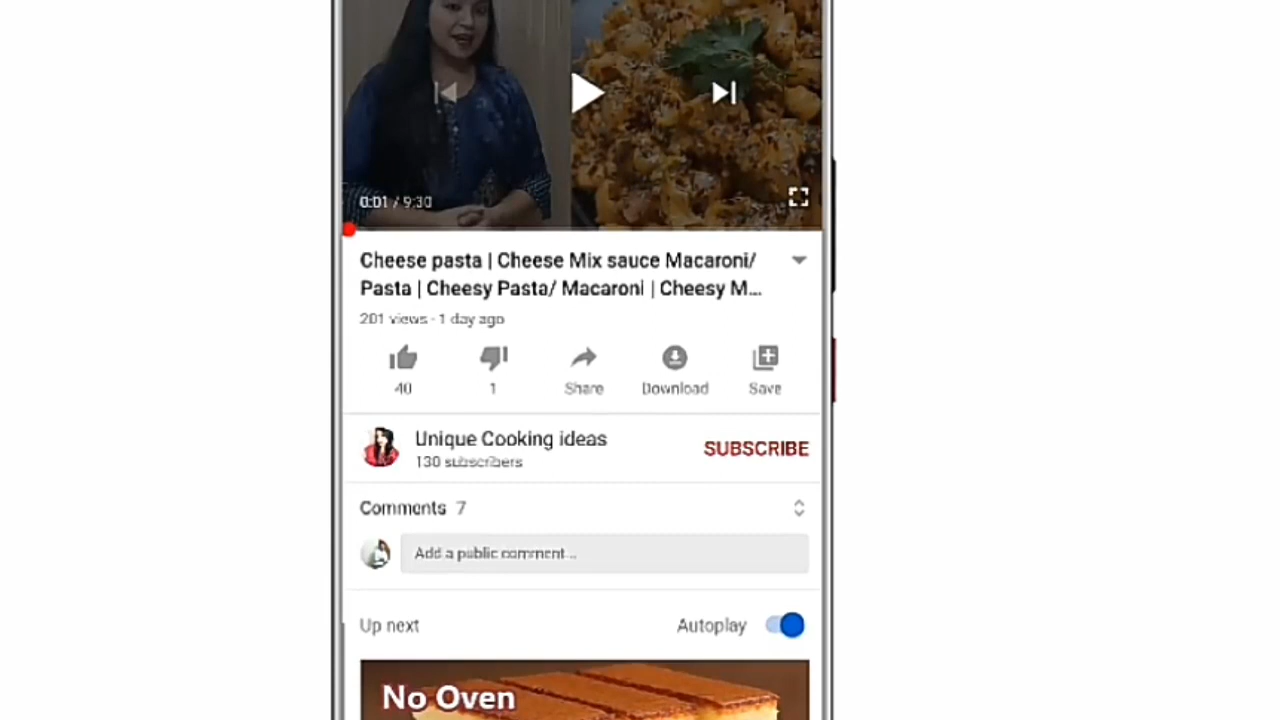 0:01 / 9:30
Cheese pasta | Cheese Mix sauce Macaroni/
Pasta | Cheesy Pasta/ Macaroni | Cheesy M...
201 views · 1 day ago
40
1
Share
Download
Save
Unique Cooking ideas
130 subscribers
SUBSCRIBE
Comments 7
Add a public comment...
Up next
Autoplay
No Oven